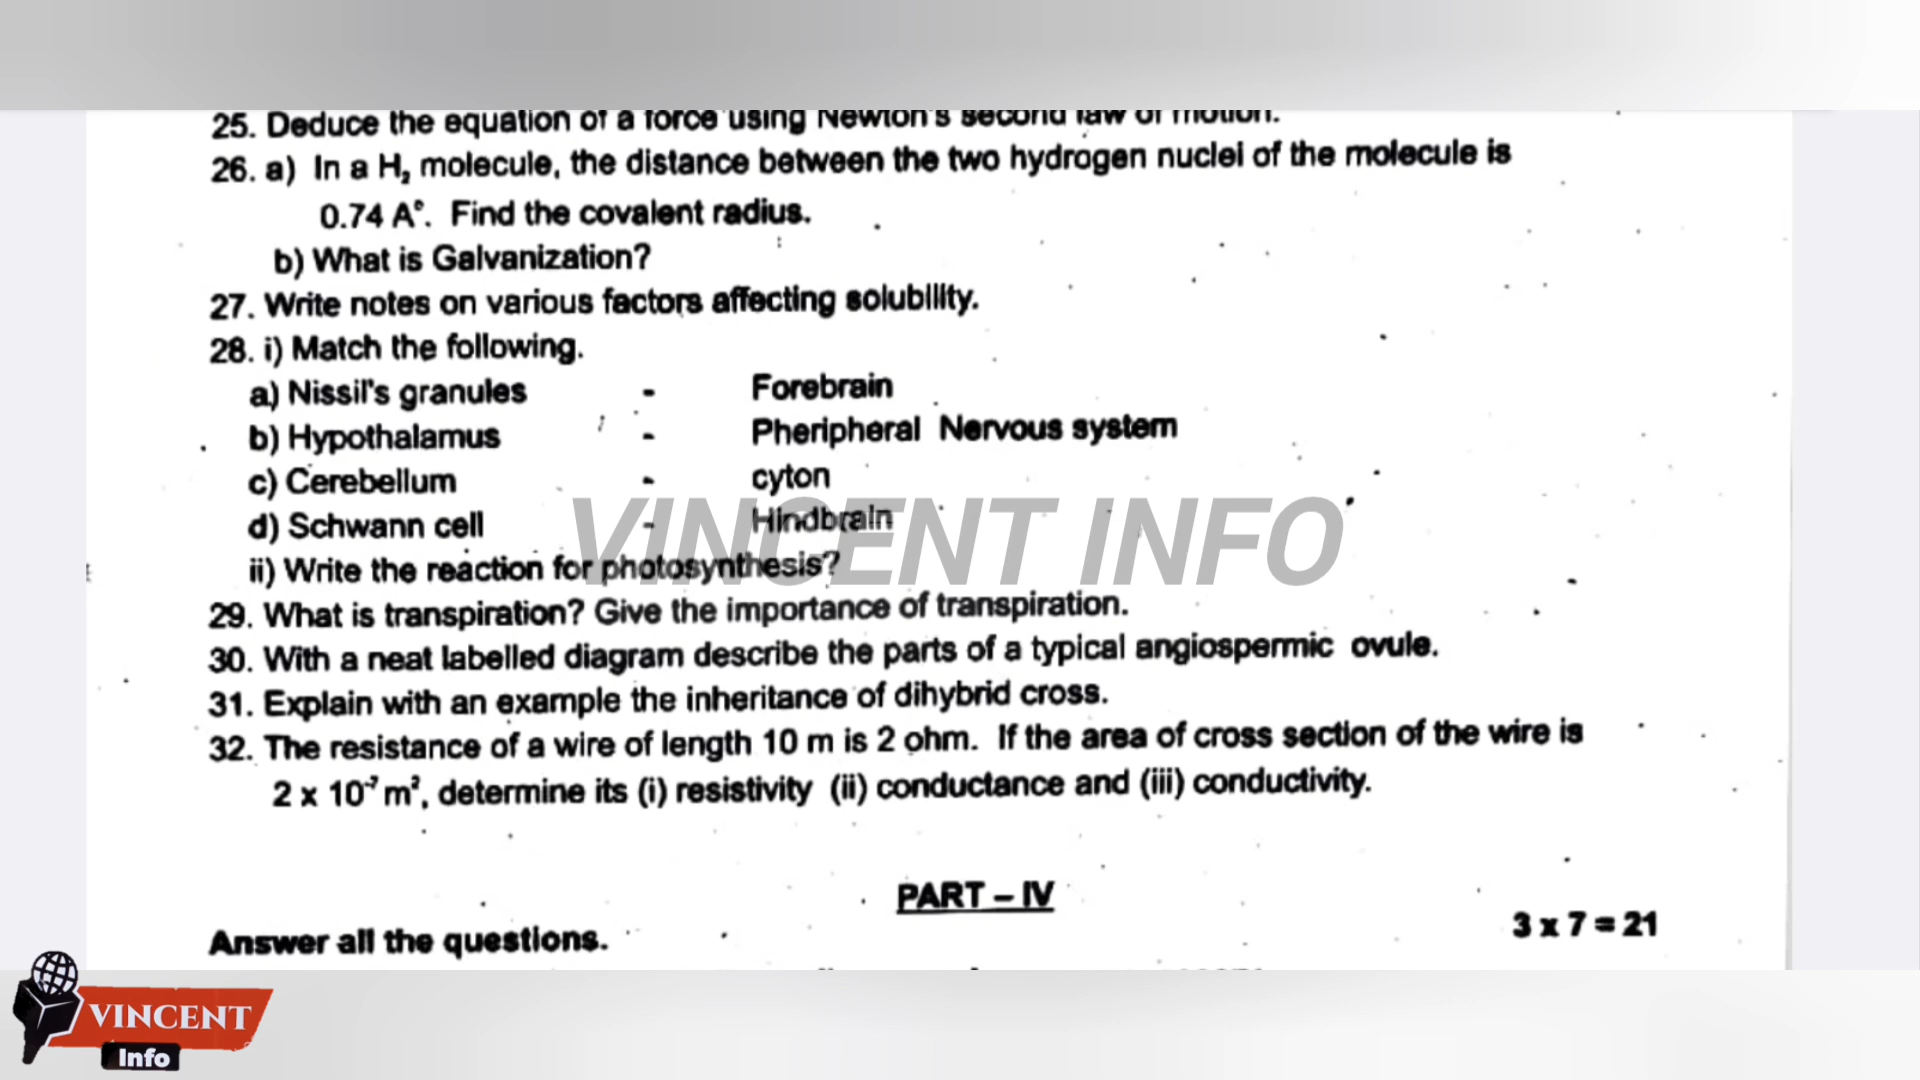 25. Deduce the equation of a force using Newton's second law of motion.
26. a) In a H₂ molecule, the distance between the two hydrogen nuclei of the molecule is
0.74 A°. Find the covalent radius.
b) What is Galvanization?
27. Write notes on various factors affecting solubility.
28. i) Match the following.
a) Nissil's granules - Forebrain
b) Hypothalamus - Pheripheral Nervous system
c) Cerebellum - cyton
d) Schwann cell - Hindbrain
ii) Write the reaction for photosynthesis?
29. What is transpiration? Give the importance of transpiration.
30. With a neat labelled diagram describe the parts of a typical angiospermic ovule.
31. Explain with an example the inheritance of dihybrid cross.
32. The resistance of a wire of length 10 m is 2 ohm. If the area of cross section of the wire is
2 x 10⁻⁷ m², determine its (i) resistivity (ii) conductance and (iii) conductivity.
PART – IV
Answer all the questions. 3 x 7 = 21
VINCENT INFO
VINCENT
Info